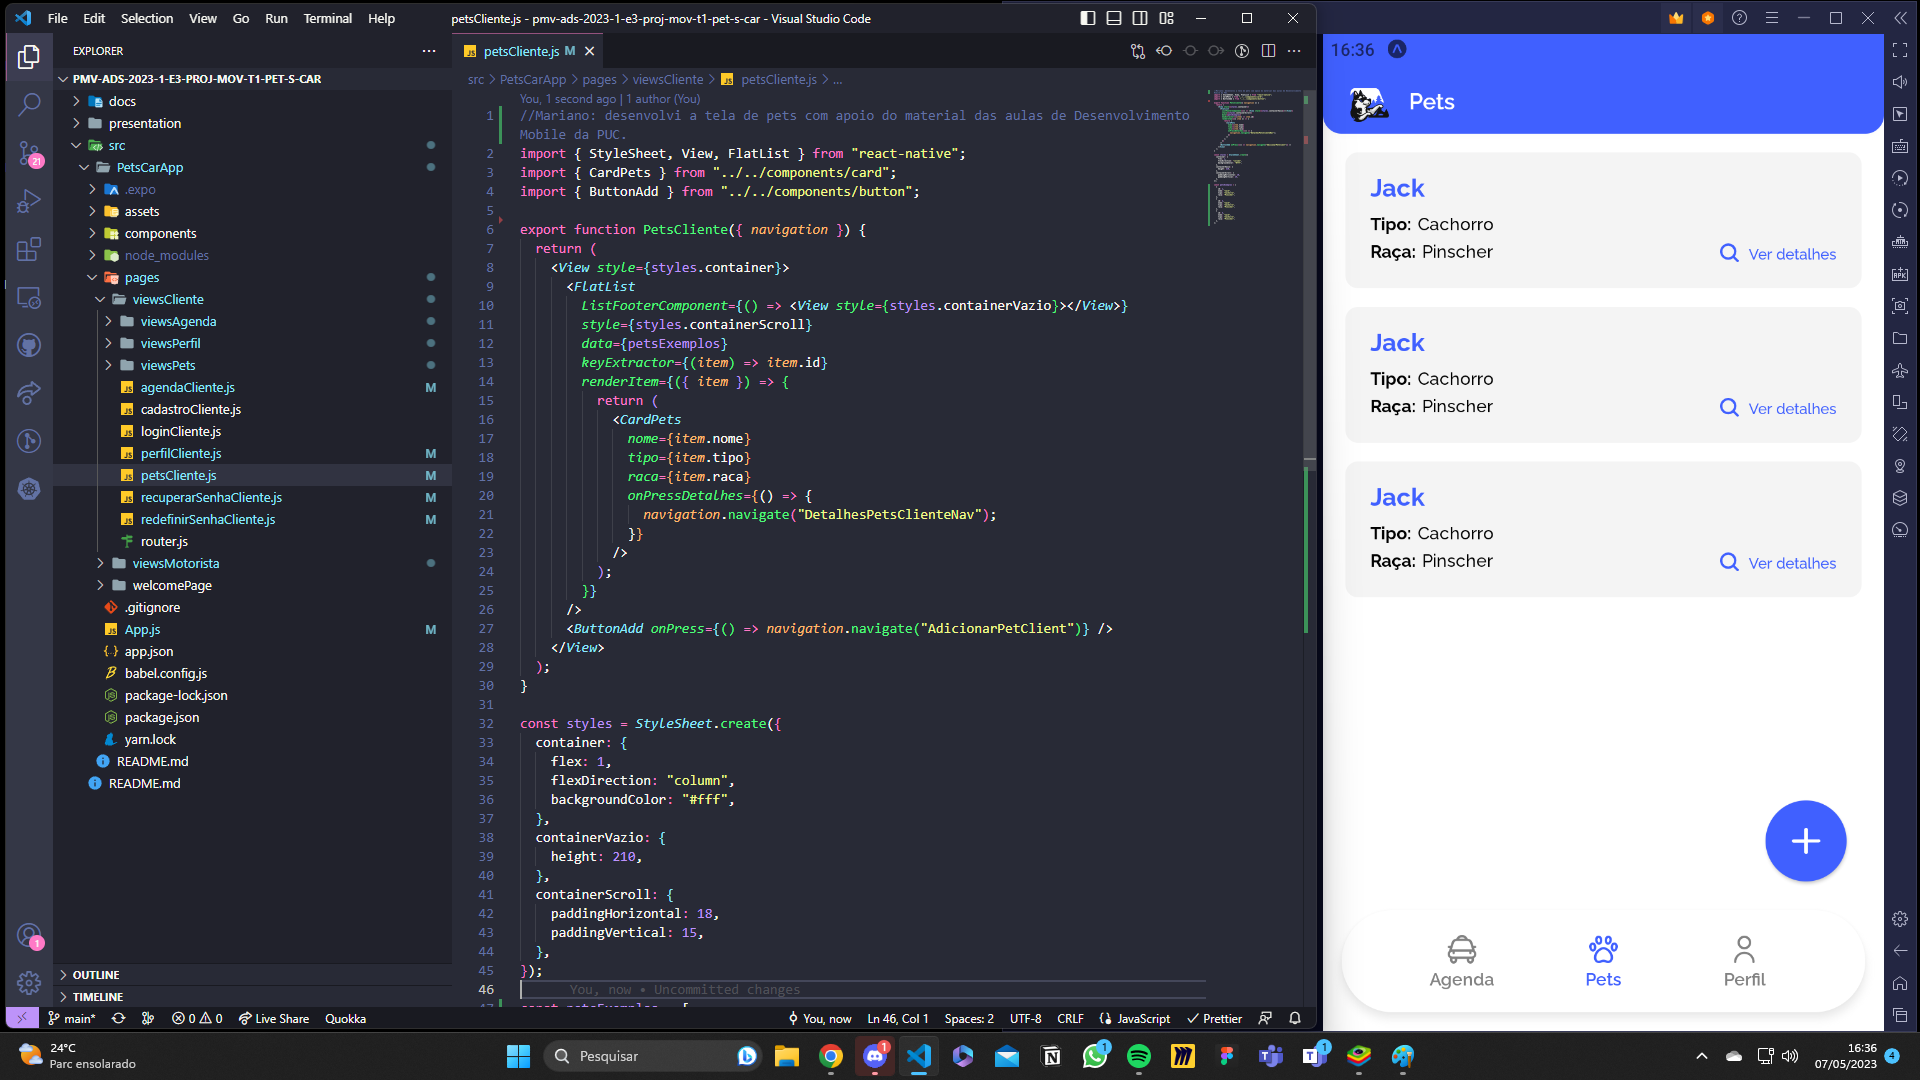 File Edit Selection View Go Run Terminal Help
petsCliente.js - pmv-ads-2023-1-e3-proj-mov-t1-pet-s-car - Visual Studio Code
EXPLORER
PMV-ADS-2023-1-E3-PROJ-MOV-T1-PET-S-CAR
docs
presentation
src
PetsCarApp
.expo
assets
components
node_modules
pages
viewsCliente
viewsAgenda
viewsPerfil
viewsPets
agendaCliente.js M
cadastroCliente.js
loginCliente.js
perfilCliente.js M
petsCliente.js M
recuperarSenhaCliente.js M
redefinirSenhaCliente.js M
router.js
viewsMotorista
welcomePage
.gitignore
App.js M
app.json
babel.config.js
package-lock.json
package.json
yarn.lock
README.md
README.md
OUTLINE
TIMELINE
21
1
petsCliente.js M
src > PetsCarApp > pages > viewsCliente > petsCliente.js > ...
You, 1 second ago | 1 author (You)
1 //Mariano: desenvolvi a tela de pets com apoio do material das aulas de Desenvolvimento
Mobile da PUC.
2 import { StyleSheet, View, FlatList } from "react-native";
3 import { CardPets } from "../../components/card";
4 import { ButtonAdd } from "../../components/button";
5
6 export function PetsCliente({ navigation }) {
7 return (
8 <View style={styles.container}>
9 <FlatList
10 ListFooterComponent={() => <View style={styles.containerVazio}></View>}
11 style={styles.containerScroll}
12 data={petsExemplos}
13 keyExtractor={(item) => item.id}
14 renderItem={({ item }) => {
15 return (
16 <CardPets
17 nome={item.nome}
18 tipo={item.tipo}
19 raca={item.raca}
20 onPressDetalhes={() => {
21 navigation.navigate("DetalhesPetsClienteNav");
22 }}
23 />
24 );
25 }}
26 />
27 <ButtonAdd onPress={() => navigation.navigate("AdicionarPetClient")} />
28 </View>
29 );
30 }
31
32 const styles = StyleSheet.create({
33 container: {
34 flex: 1,
35 flexDirection: "column",
36 backgroundColor: "#fff",
37 },
38 containerVazio: {
39 height: 210,
40 },
41 containerScroll: {
42 paddingHorizontal: 18,
43 paddingVertical: 15,
44 },
45 });
46 You, now • Uncommitted changes
47 const petsExemplos = [
main* 0 0 Live Share Quokka You, now Ln 46, Col 1 Spaces: 2 UTF-8 CRLF JavaScript Prettier
16:36
Pets
Jack
Tipo: Cachorro
Raça: Pinscher
Ver detalhes
Jack
Tipo: Cachorro
Raça: Pinscher
Ver detalhes
Jack
Tipo: Cachorro
Raça: Pinscher
Ver detalhes
Agenda Pets Perfil
24°C
Parc ensolarado
Pesquisar
1
1
1
16:36
07/05/2023
4